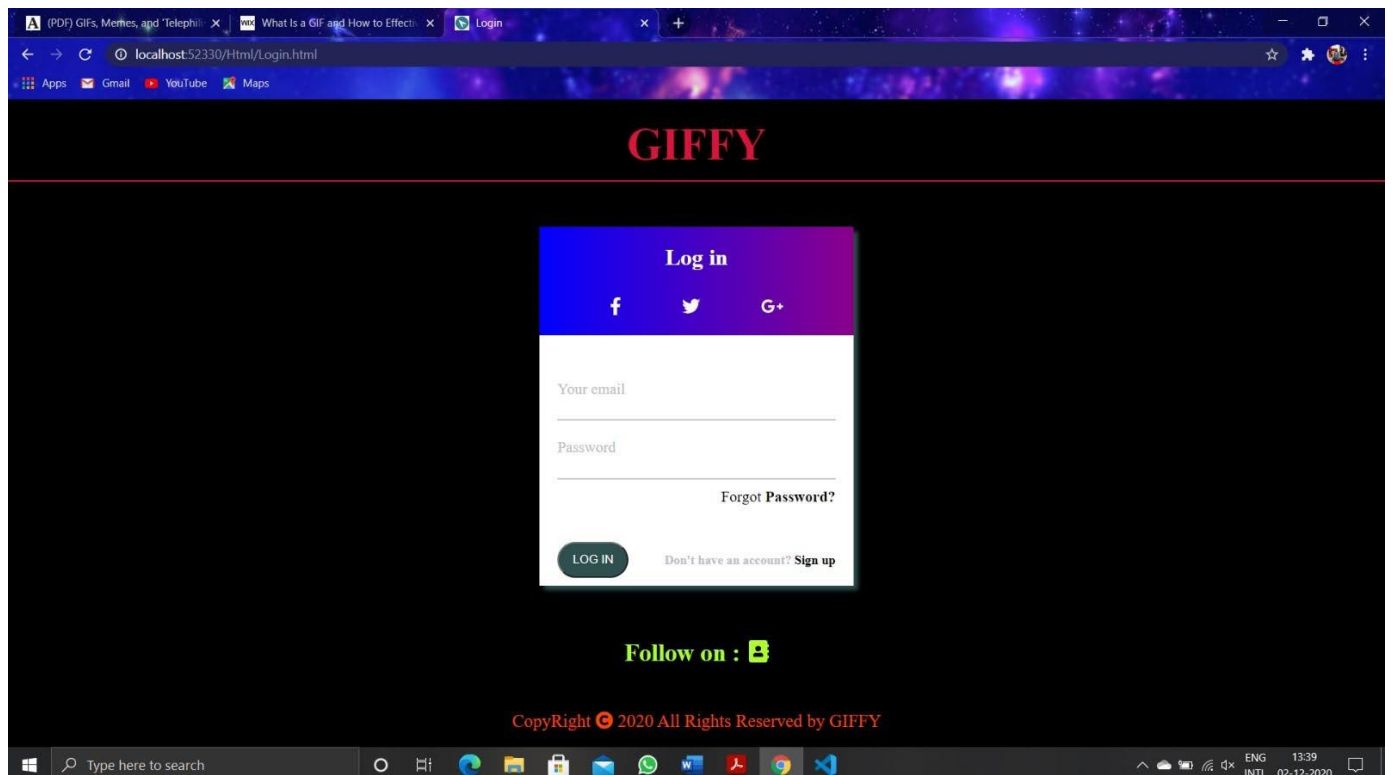 (PDF) GIFs, Memes, and 'Telephili
What Is a GIF and How to Effectiv
Login
localhost:52330/Html/Login.html
Apps Gmail YouTube Maps
GIFFY
Log in
G+
Your email
Password
Forgot Password?
LOG IN Don't have an account? Sign up
Follow on :
CopyRight © 2020 All Rights Reserved by GIFFY
Type here to search
ENG 13:39
INTL 02-12-2020